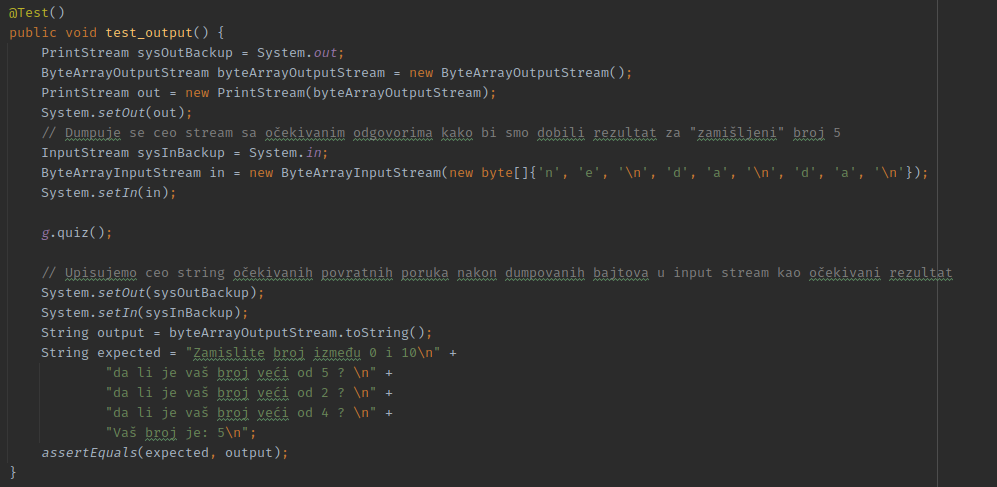 @Test()
public void test_output() {
    PrintStream sysOutBackup = System.out;
    ByteArrayOutputStream byteArrayOutputStream = new ByteArrayOutputStream();
    PrintStream out = new PrintStream(byteArrayOutputStream);
    System.setOut(out);
    // Dumpuje se ceo stream sa očekivanim odgovorima kako bi smo dobili rezultat za "zamišljeni" broj 5
    InputStream sysInBackup = System.in;
    ByteArrayInputStream in = new ByteArrayInputStream(new byte[]{'n', 'e', '\n', 'd', 'a', '\n', 'd', 'a', '\n'});
    System.setIn(in);

    g.quiz();

    // Upisujemo ceo string očekivanih povratnih poruka nakon dumpovanih bajtova u input stream kao očekivani rezultat
    System.setOut(sysOutBackup);
    System.setIn(sysInBackup);
    String output = byteArrayOutputStream.toString();
    String expected = "Zamislite broj između 0 i 10\n" +
            "da li je vaš broj veći od 5 ? \n" +
            "da li je vaš broj veći od 2 ? \n" +
            "da li je vaš broj veći od 4 ? \n" +
            "Vaš broj je: 5\n";
    assertEquals(expected, output);
}